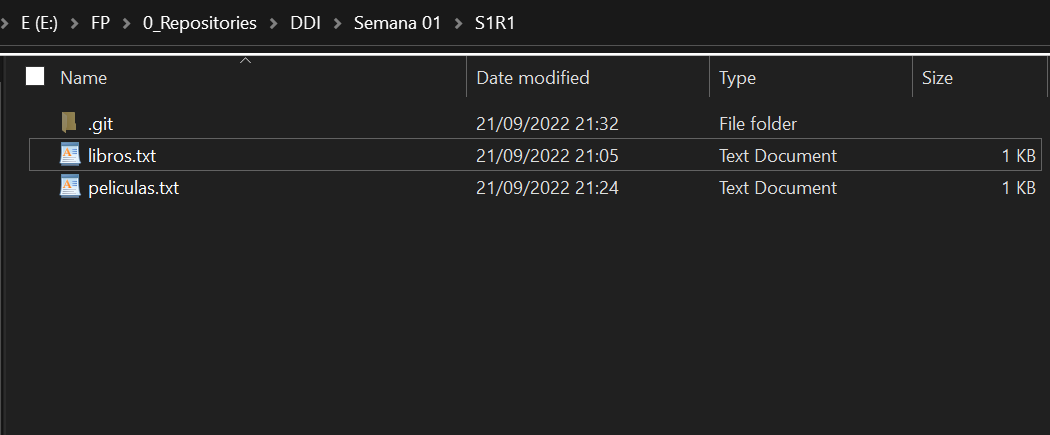 E (E:) FP 0_Repositories DDI Semana 01 S1R1
Name Date modified Type Size
.git 21/09/2022 21:32 File folder
libros.txt 21/09/2022 21:05 Text Document 1 KB
peliculas.txt 21/09/2022 21:24 Text Document 1 KB